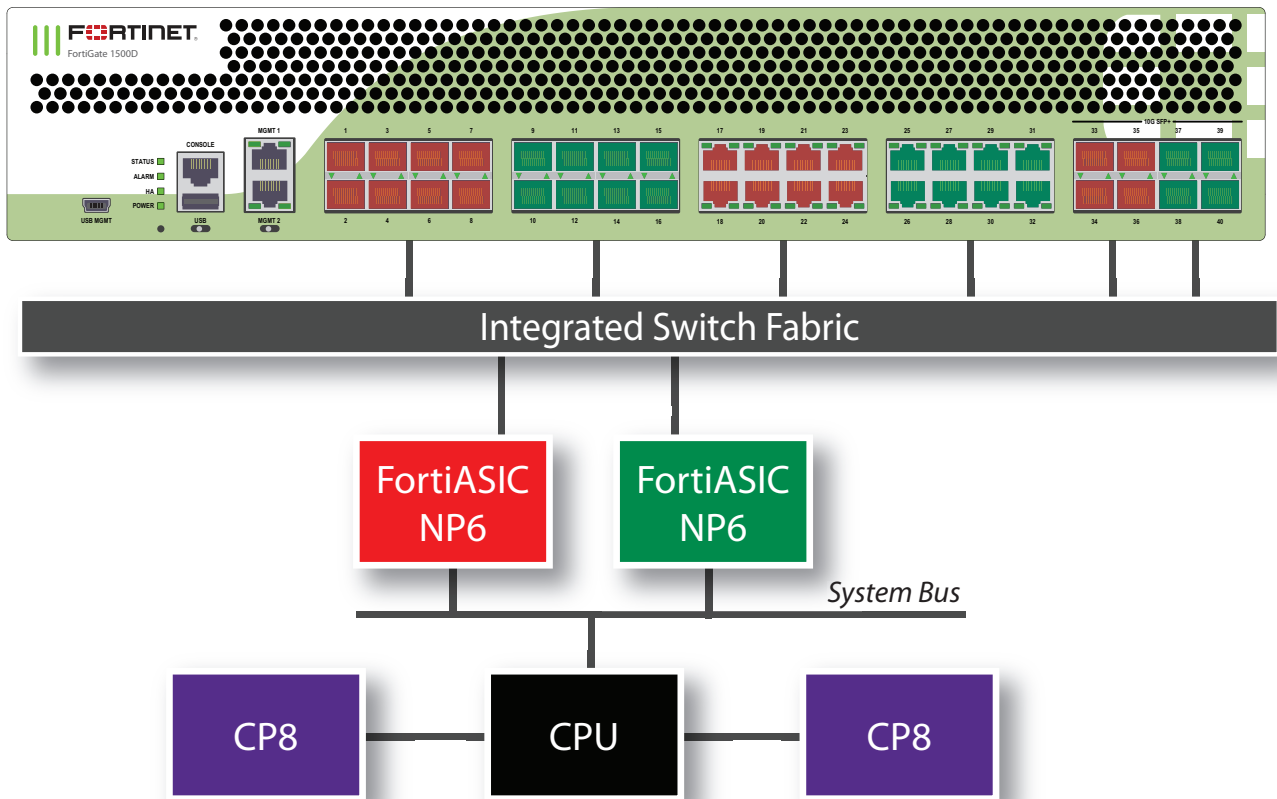 FORTINET
FortiGate 1500D
10G SFP+
MGMT 1 1 3 5 7 9 11 13 15 17 19 21 23 25 27 29 31 33 35 37 39
CONSOLE
STATUS
ALARM
HA
POWER
USB MGMT USB MGMT 2 2 4 6 8 10 12 14 16 18 20 22 24 26 28 30 32 34 36 38 40
Integrated Switch Fabric
FortiASIC FortiASIC
NP6 NP6
System Bus
CP8 CPU CP8